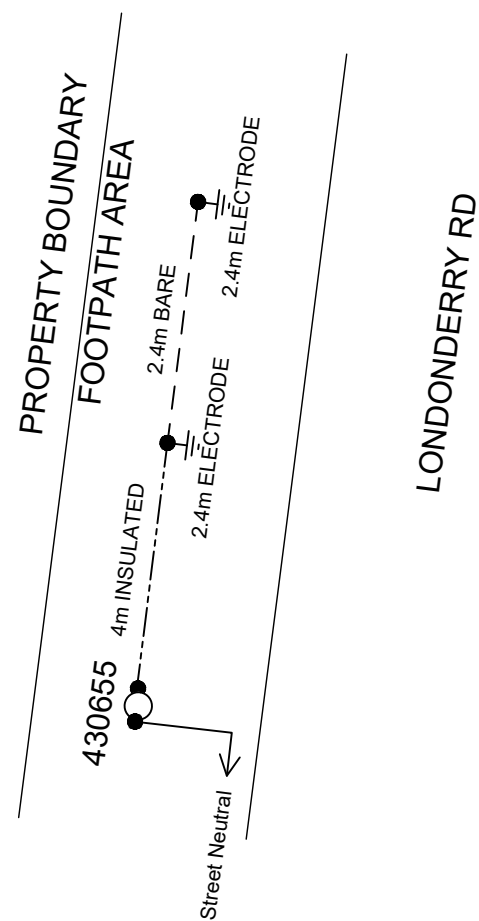 PROPERTY BOUNDARY
FOOTPATH AREA
2.4m ELECTRODE
2.4m BARE
2.4m ELECTRODE
4m INSULATED
430655
Street Neutral
LONDONDERRY RD